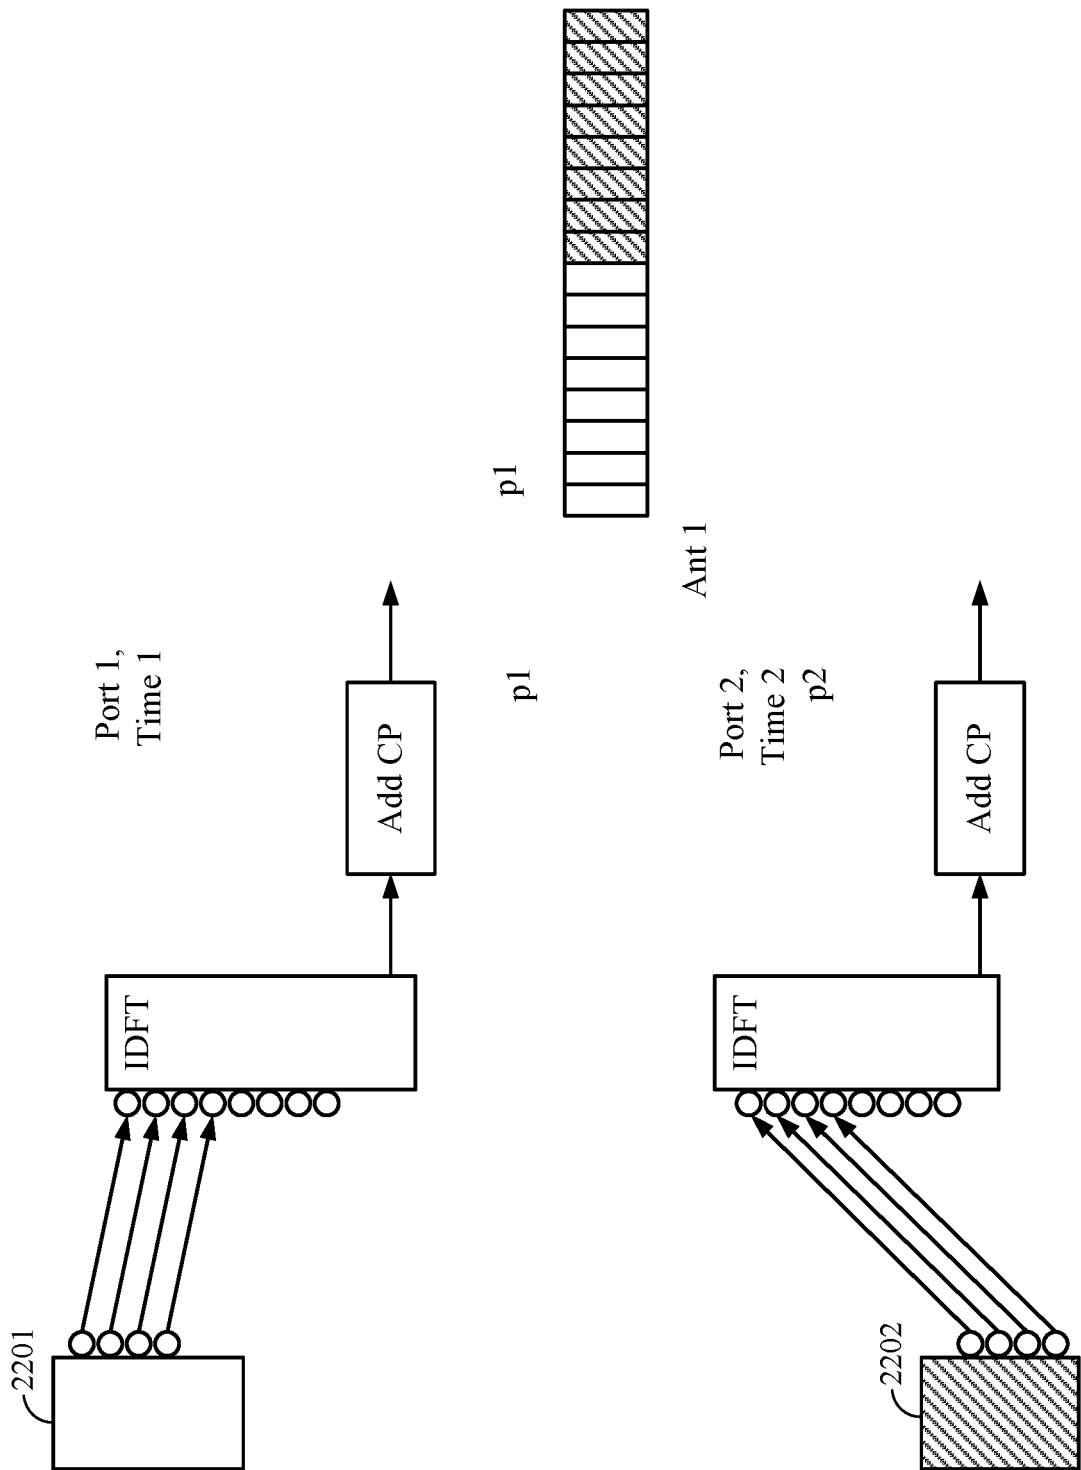 2201
IDFT
Add CP
Port 1,
Time 1
p1
p1
Ant 1
2202
IDFT
Add CP
Port 2,
Time 2
p2